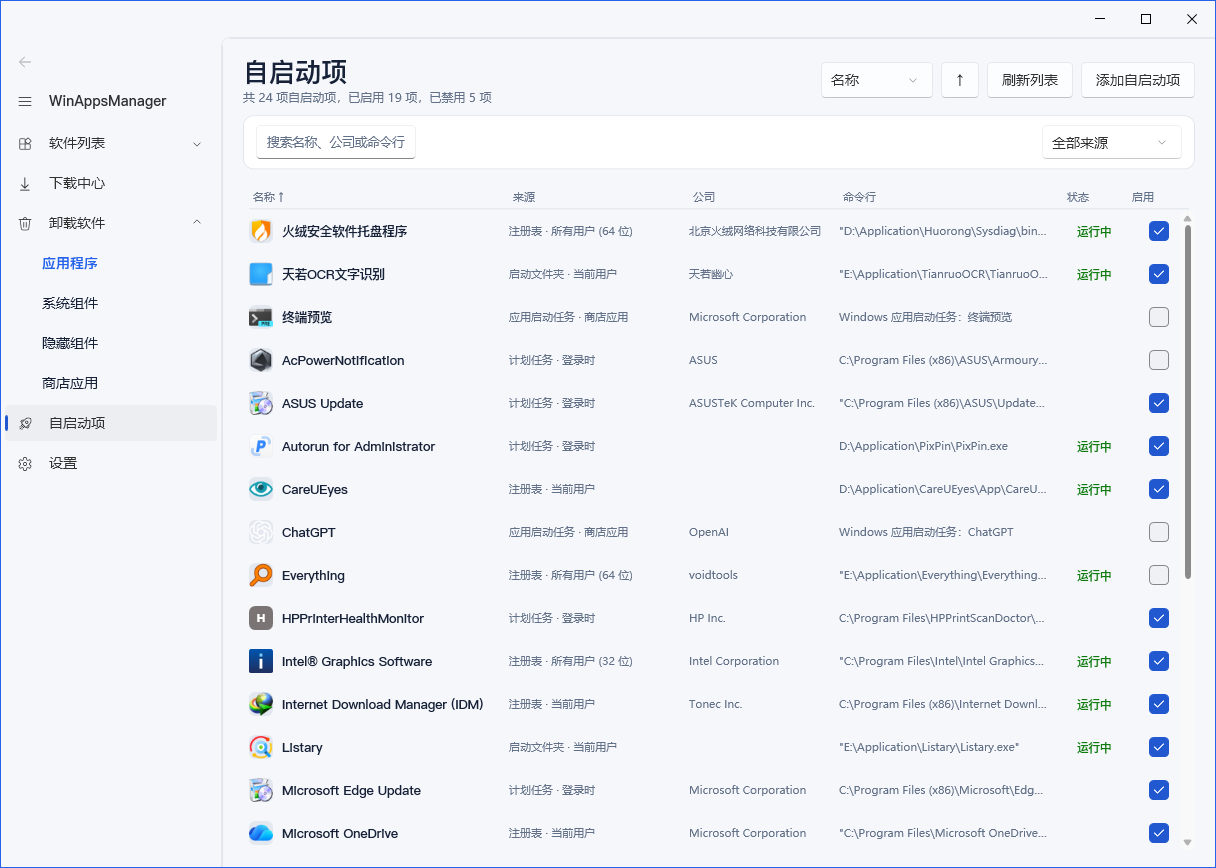 WinAppsManager
软件列表
下载中心
卸载软件
应用程序
系统组件
隐藏组件
商店应用
自启动项
设置
自启动项
共 24 项自启动项，已启用 19 项，已禁用 5 项
名称
↑
刷新列表
添加自启动项
搜索名称、公司或命令行
全部来源
名称 ↑ 来源 公司 命令行 状态 启用
火绒安全软件托盘程序 注册表 · 所有用户 (64 位) 北京火绒网络科技有限公司 "D:\Application\Huorong\Sysdiag\bin... 运行中
天若OCR文字识别 启动文件夹 · 当前用户 天若幽心 "E:\Application\TianruoOCR\TianruoO... 运行中
终端预览 应用启动任务 · 商店应用 Microsoft Corporation Windows 应用启动任务：终端预览
AcPowerNotification 计划任务 · 登录时 ASUS C:\Program Files (x86)\ASUS\Armoury...
ASUS Update 计划任务 · 登录时 ASUSTeK Computer Inc. "C:\Program Files (x86)\ASUS\Update...
Autorun for Administrator 计划任务 · 登录时 D:\Application\PixPin\PixPin.exe 运行中
CareUEyes 注册表 · 当前用户 D:\Application\CareUEyes\App\CareU... 运行中
ChatGPT 应用启动任务 · 商店应用 OpenAI Windows 应用启动任务：ChatGPT
Everything 注册表 · 所有用户 (64 位) voidtools "E:\Application\Everything\Everything... 运行中
H HPPrinterHealthMonitor 计划任务 · 登录时 HP Inc. C:\Program Files\HPPrintScanDoctor\...
Intel® Graphics Software 注册表 · 所有用户 (32 位) Intel Corporation "C:\Program Files\Intel\Intel Graphics... 运行中
Internet Download Manager (IDM) 注册表 · 当前用户 Tonec Inc. C:\Program Files (x86)\Internet Downl... 运行中
Listary 启动文件夹 · 当前用户 "E:\Application\Listary\Listary.exe" 运行中
Microsoft Edge Update 计划任务 · 登录时 Microsoft Corporation C:\Program Files (x86)\Microsoft\Edg...
Microsoft OneDrive 注册表 · 当前用户 Microsoft Corporation "C:\Program Files\Microsoft OneDrive...